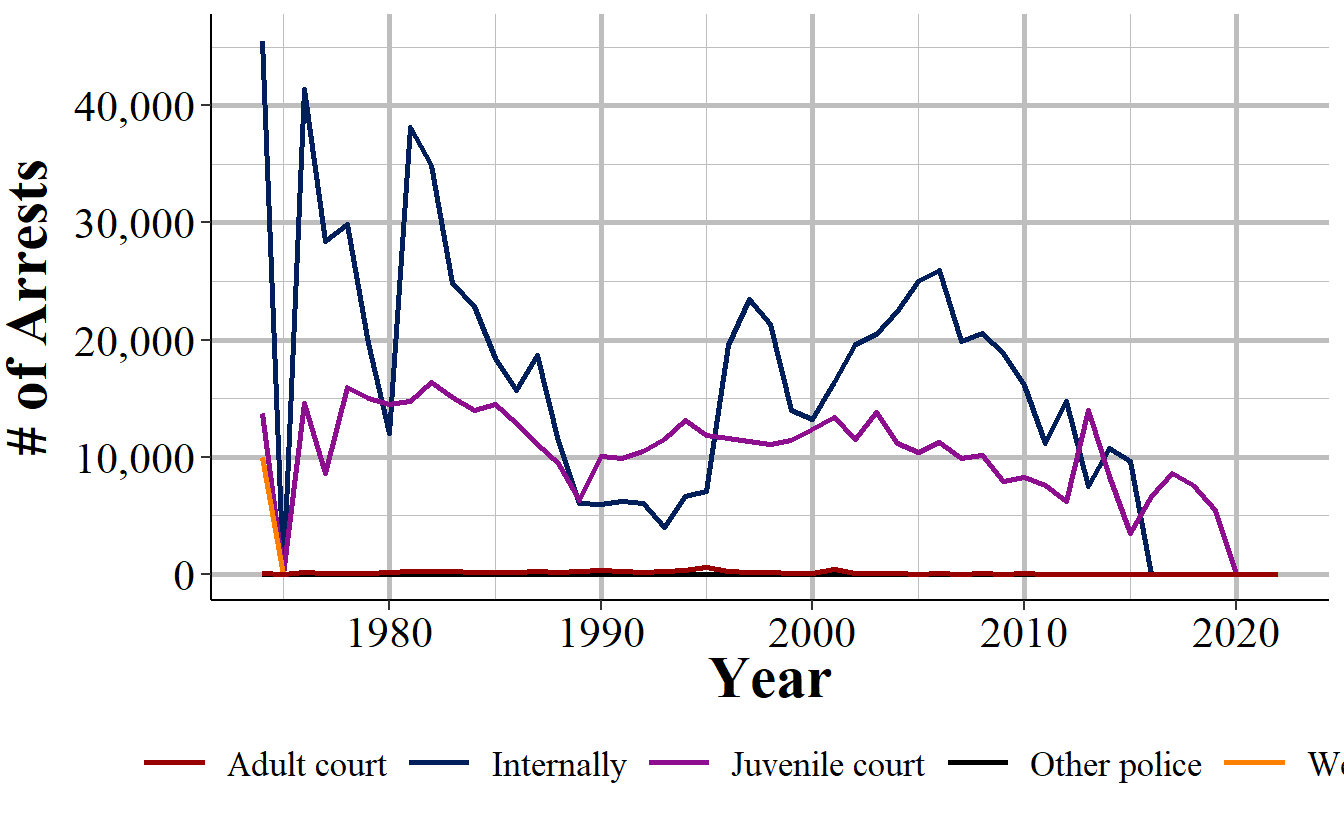 # of Arrests
40,000
30,000
20,000
10,000
0
1980 1990 2000 2010 2020
Year
Adult court Internally Juvenile court Other police